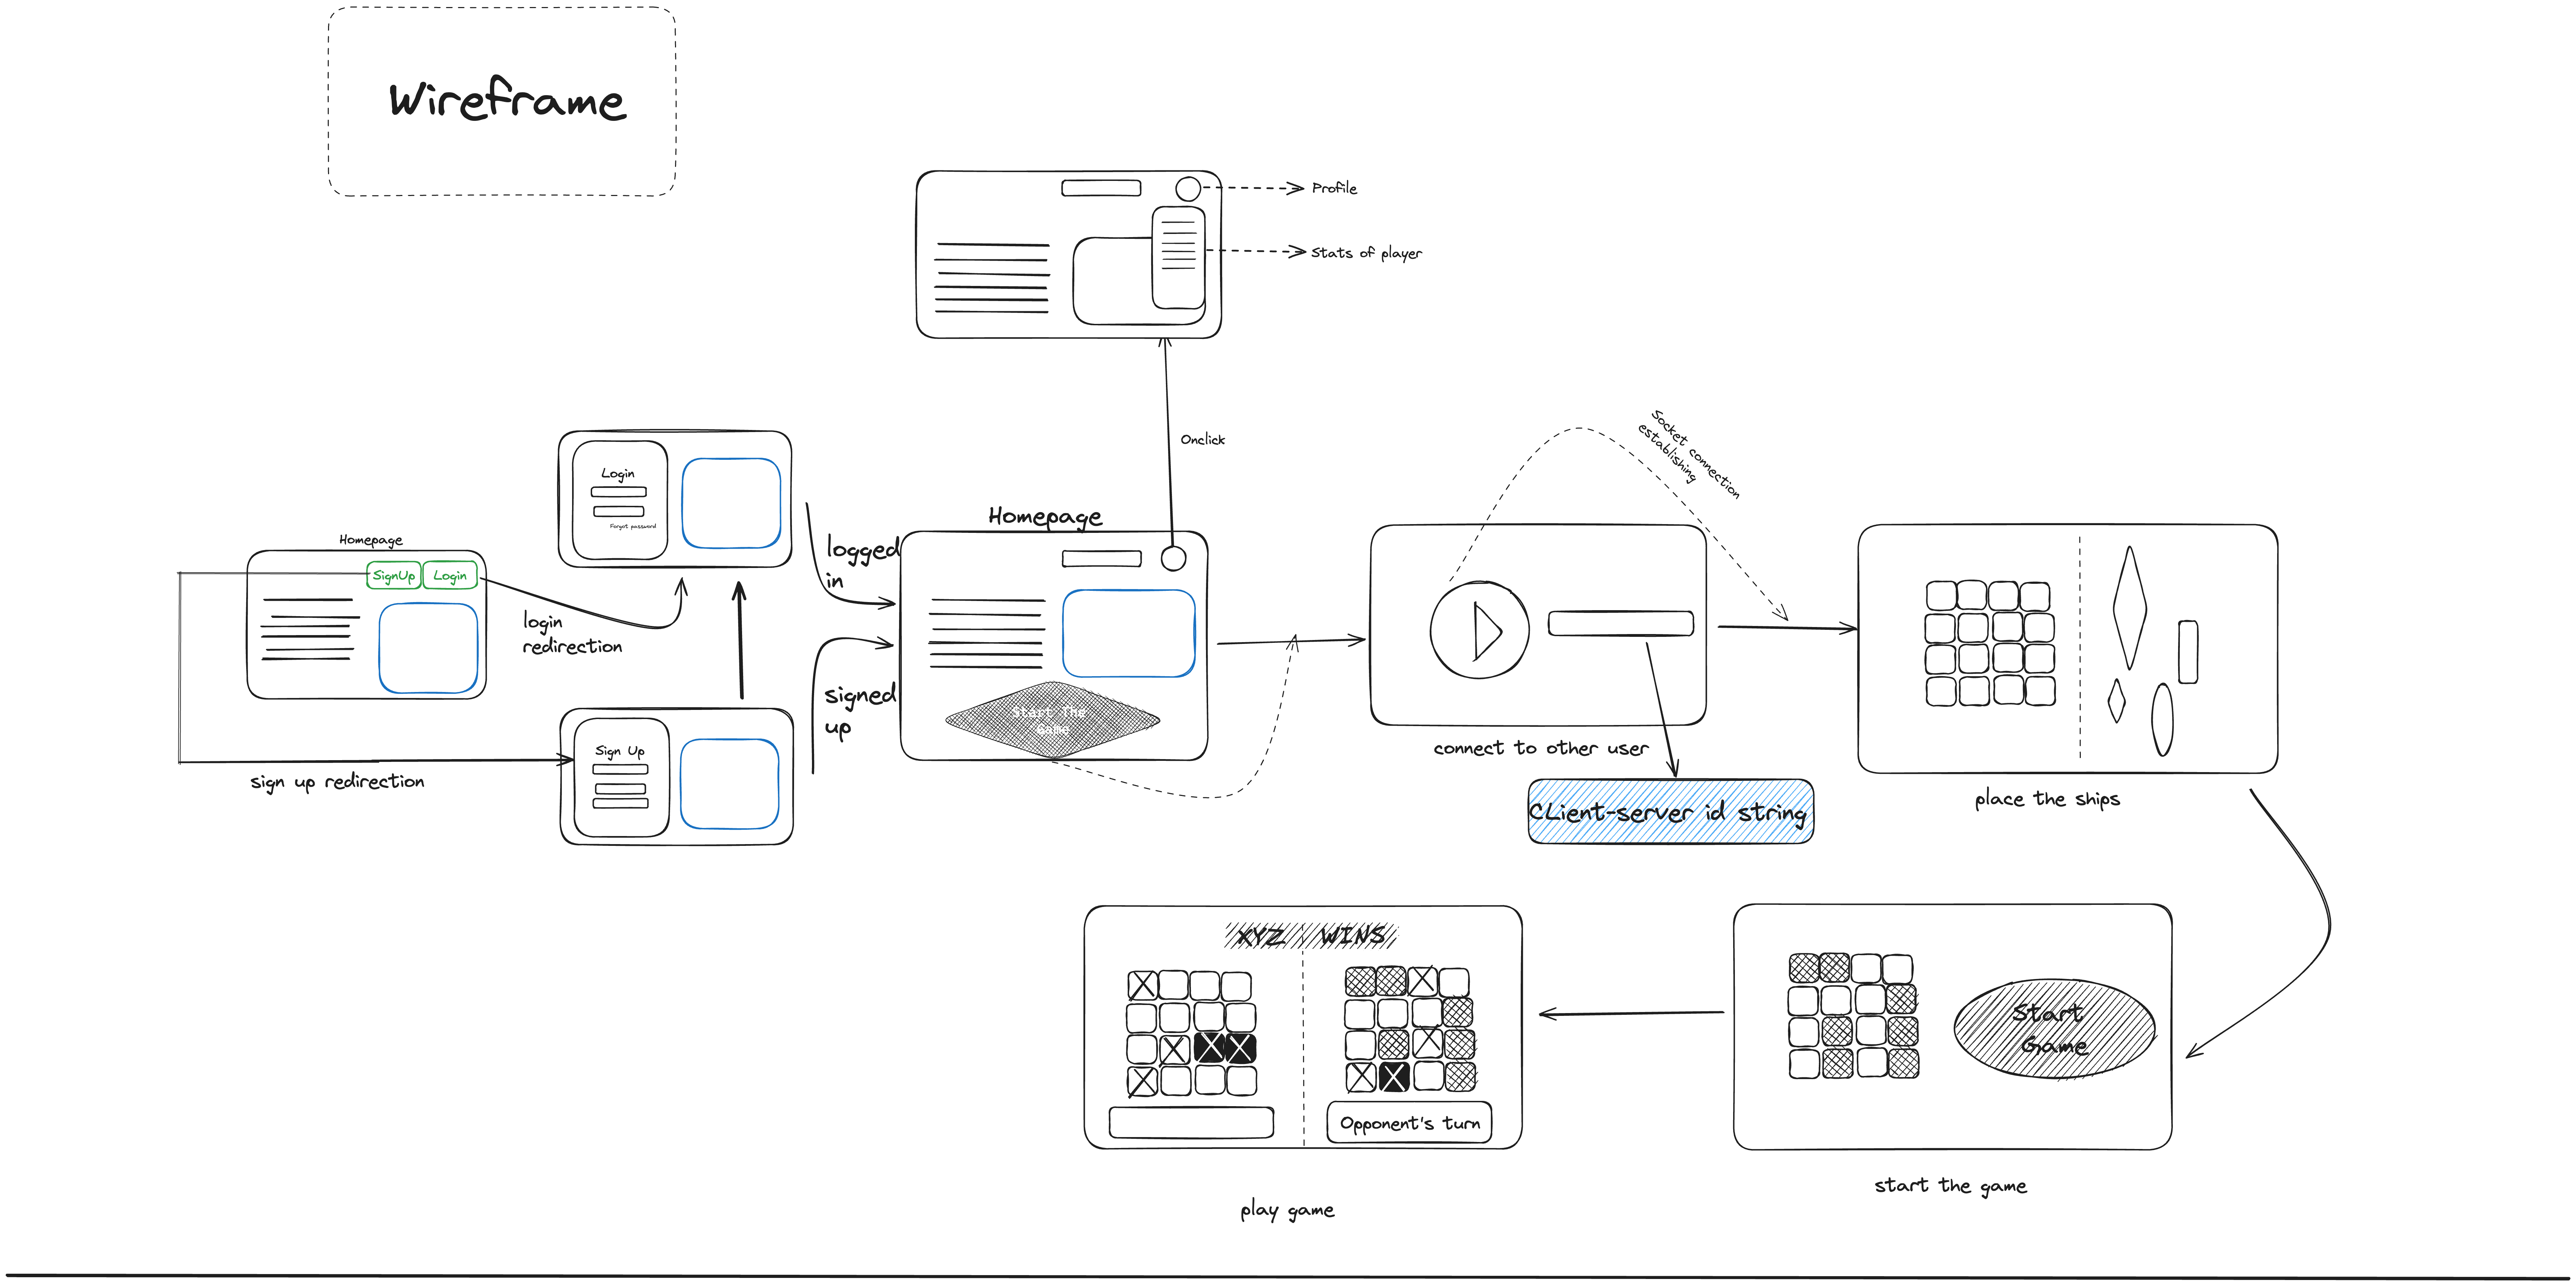 Wireframe
Profile
Stats of player
Onclick
Socket connection
establishing
Login
Forgot password
Homepage
SignUp
Login
login
redirection
logged
in
Homepage
signed
up
Start The
Game
Sign Up
sign up redirection
connect to other user
CLient-server id string
place the ships
XYZ WINS
Opponent's turn
play game
Start
Game
start the game